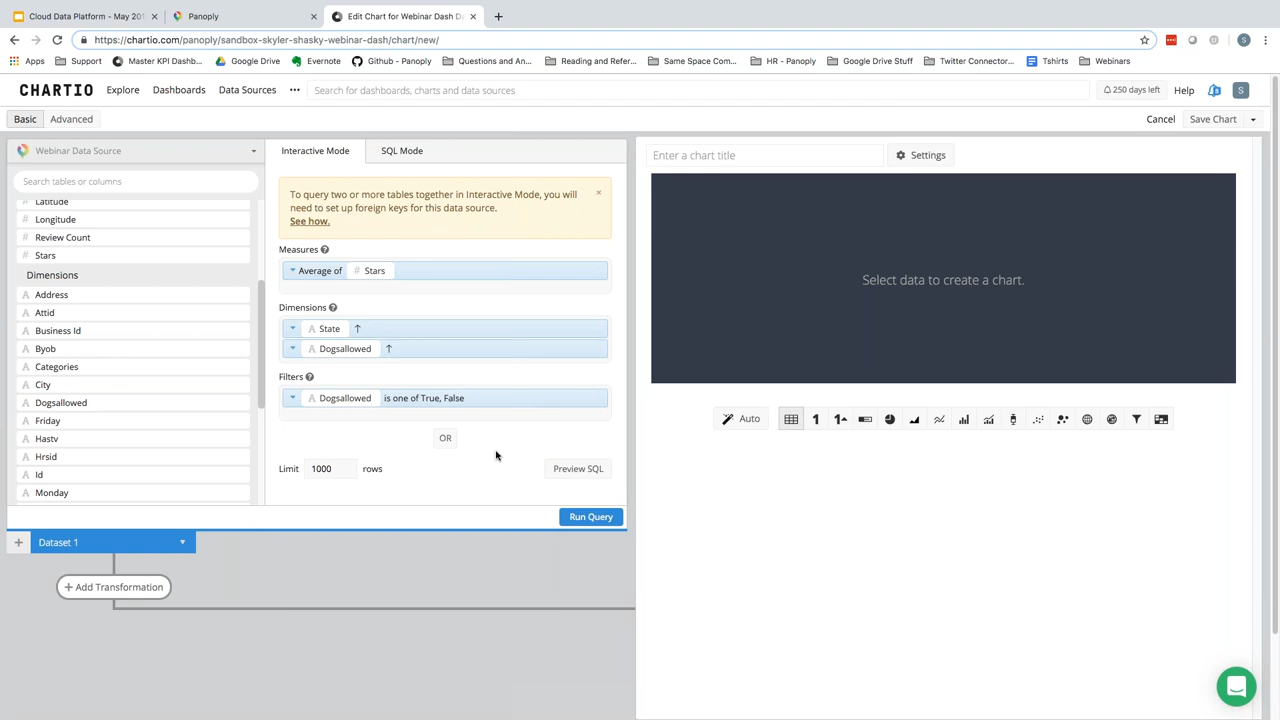 Cloud Data Platform - May 201
Panoply
Edit Chart for Webinar Dash D
https://chartio.com/panoply/sandbox-skyler-shasky-webinar-dash/chart/new/
Apps
Support
Master KPI Dashb...
Google Drive
Evernote
Github - Panoply
Questions and An...
Reading and Refer...
Same Space Com...
HR - Panoply
Google Drive Stuff
Twitter Connector...
Tshirts
Webinars
CHARTIO
Explore
Dashboards
Data Sources
Search for dashboards, charts and data sources
250 days left
Help
S
Basic
Advanced
Cancel
Save Chart
Webinar Data Source
Search tables or columns
# Latitude
# Longitude
# Review Count
# Stars
Dimensions
A Address
A Attid
A Business Id
A Byob
A Categories
A City
A Dogsallowed
A Friday
A Hastv
A Hrsid
A Id
A Monday
Interactive Mode
SQL Mode
To query two or more tables together in Interactive Mode, you will
need to set up foreign keys for this data source.
See how.
Measures
Average of # Stars
Dimensions
A State
A Dogsallowed
Filters
A Dogsallowed is one of True, False
OR
Limit 1000 rows
Preview SQL
Run Query
Dataset 1
+ Add Transformation
Enter a chart title
Settings
Select data to create a chart.
Auto
1
1